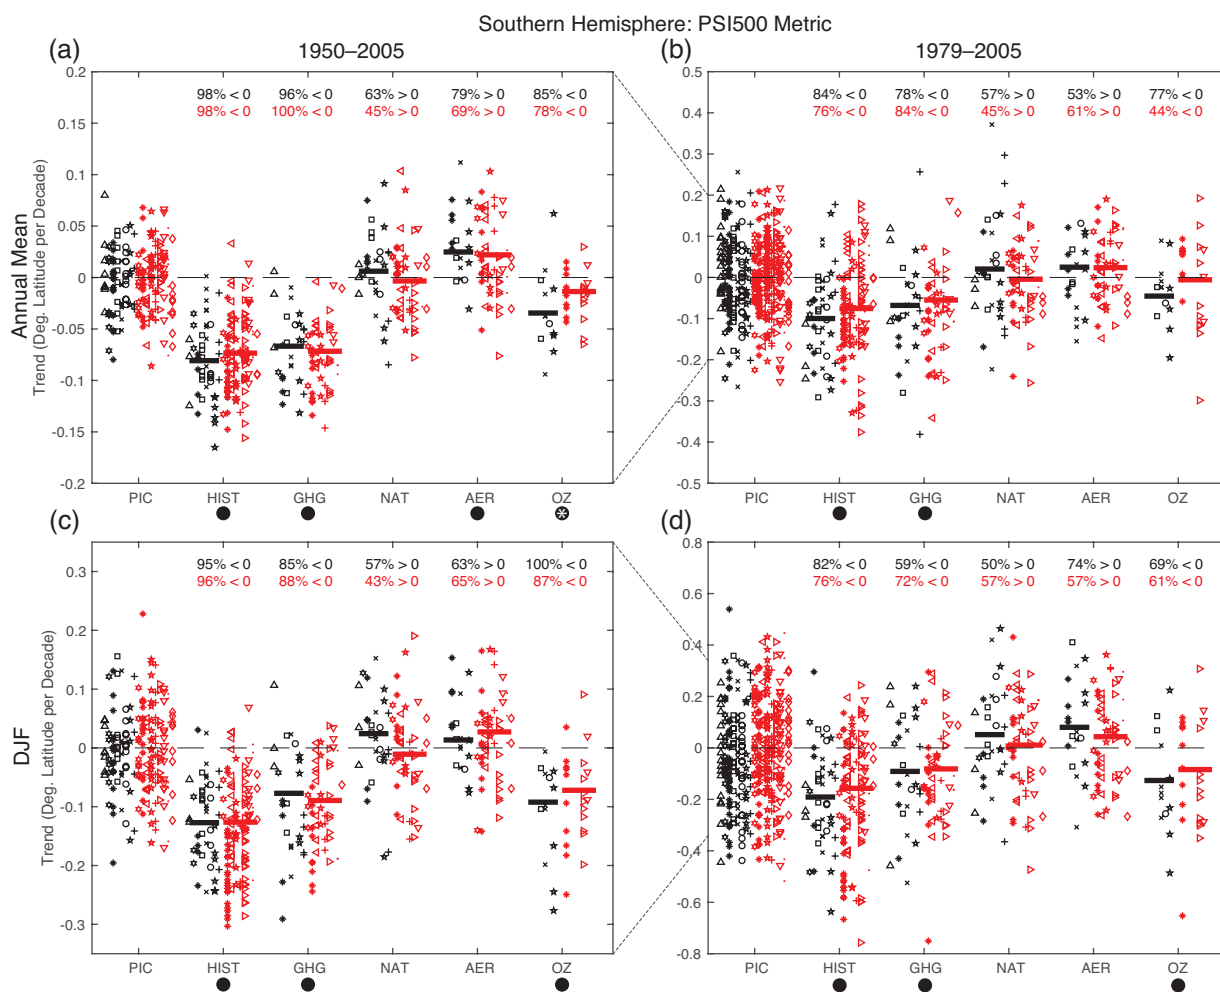 Southern Hemisphere: PSI500 Metric
(a) 1950–2005
(b) 1979–2005
Annual Mean
Trend (Deg. Latitude per Decade)
98% < 0 96% < 0 63% > 0 79% > 0 85% < 0
98% < 0 100% < 0 45% > 0 69% > 0 78% < 0
0.2
0.15
0.1
0.05
0
-0.05
-0.1
-0.15
-0.2
PIC HIST GHG NAT AER OZ
84% < 0 78% < 0 57% > 0 53% > 0 77% < 0
76% < 0 84% < 0 45% > 0 61% > 0 44% < 0
0.5
0.4
0.3
0.2
0.1
0
-0.1
-0.2
-0.3
-0.4
-0.5
PIC HIST GHG NAT AER OZ
(c)
DJF
Trend (Deg. Latitude per Decade)
95% < 0 85% < 0 57% > 0 63% > 0 100% < 0
96% < 0 88% < 0 43% > 0 65% > 0 87% < 0
0.3
0.2
0.1
0
-0.1
-0.2
-0.3
PIC HIST GHG NAT AER OZ
(d)
82% < 0 59% < 0 50% > 0 74% > 0 69% < 0
76% < 0 72% < 0 57% > 0 57% > 0 61% < 0
0.8
0.6
0.4
0.2
0
-0.2
-0.4
-0.6
-0.8
PIC HIST GHG NAT AER OZ